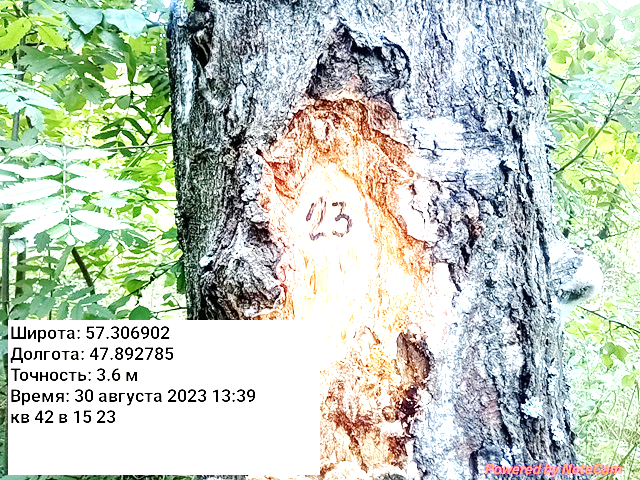 23
Широта: 57.306902
Долгота: 47.892785
Точность: 3.6 м
Время: 30 августа 2023 13:39
кв 42 в 15 23
Powered by NoteCam